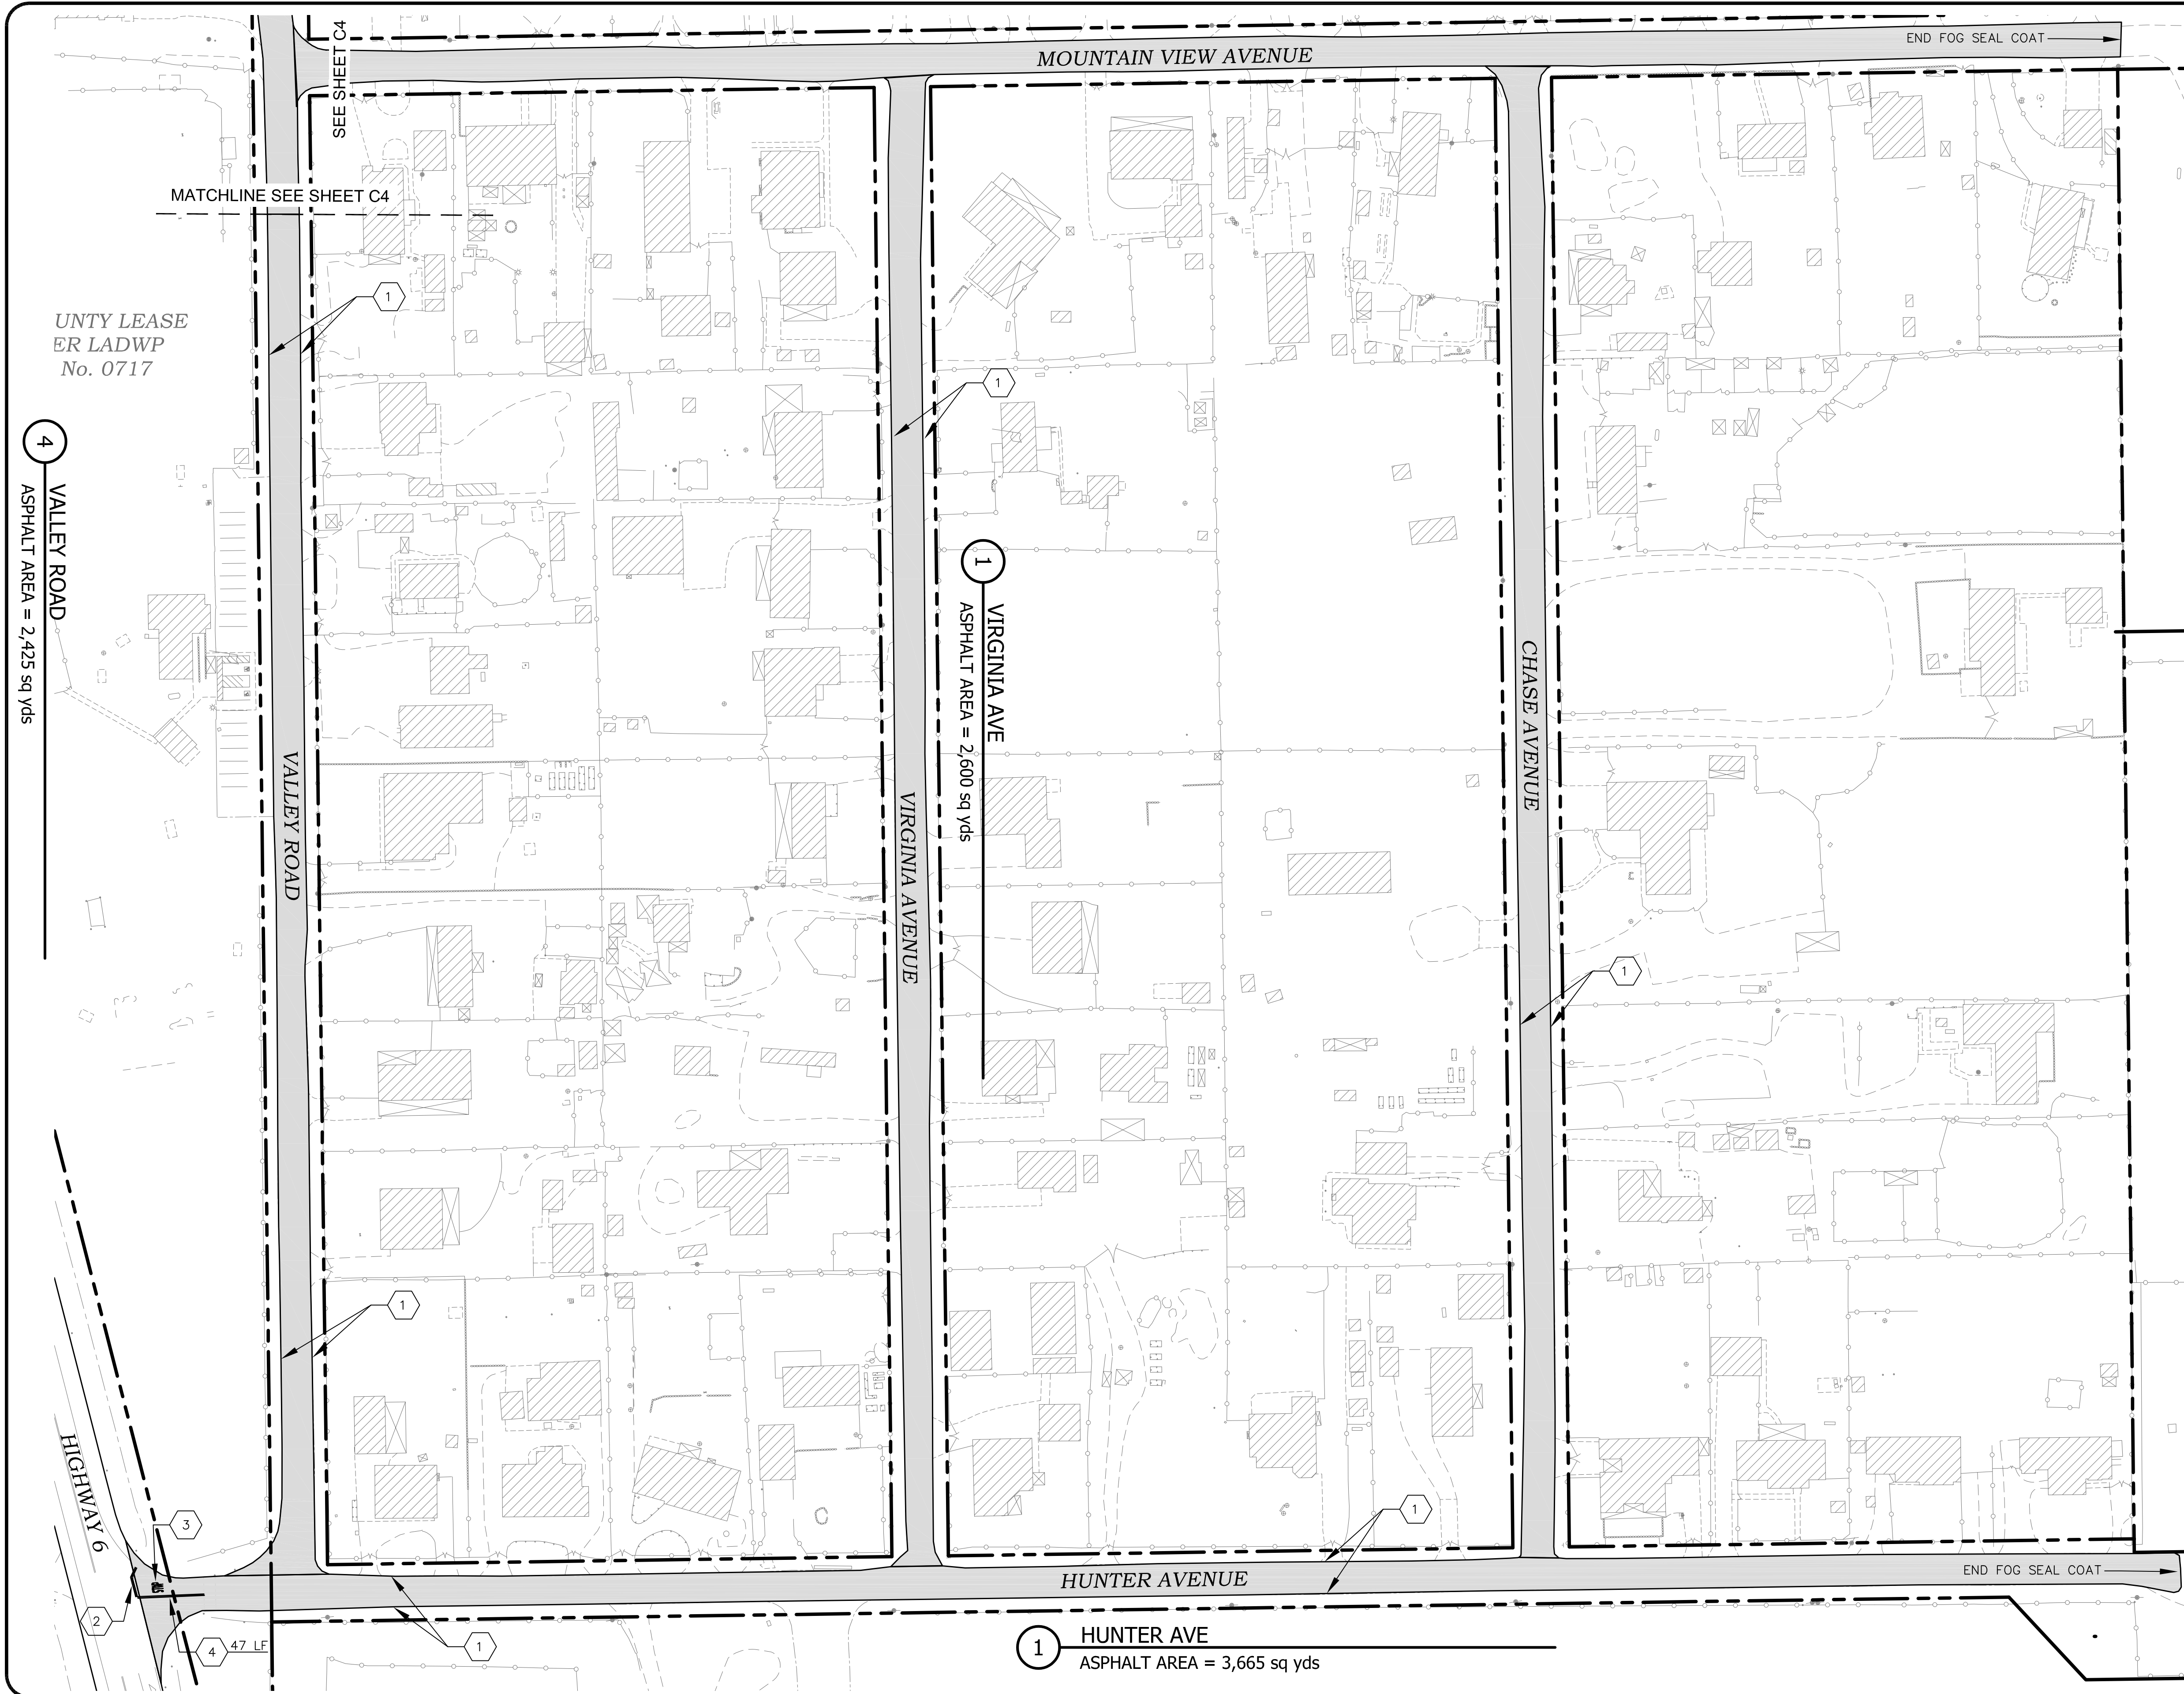 SEE SHEET C4
MOUNTAIN VIEW AVENUE
END FOG SEAL COAT
MATCHLINE SEE SHEET C4
1
UNTY LEASE
ER LADWP
No. 0717
1
4
VALLEY ROAD
ASPHALT AREA = 2,425 sq yds
1
VIRGINIA AVE
ASPHALT AREA = 2,600 sq yds
CHASE AVENUE
VALLEY ROAD
VIRGINIA AVENUE
1
1
HIGHWAY 6
3
1
END FOG SEAL COAT
HUNTER AVENUE
2
4
47 LF
1
1
HUNTER AVE
ASPHALT AREA = 3,665 sq yds